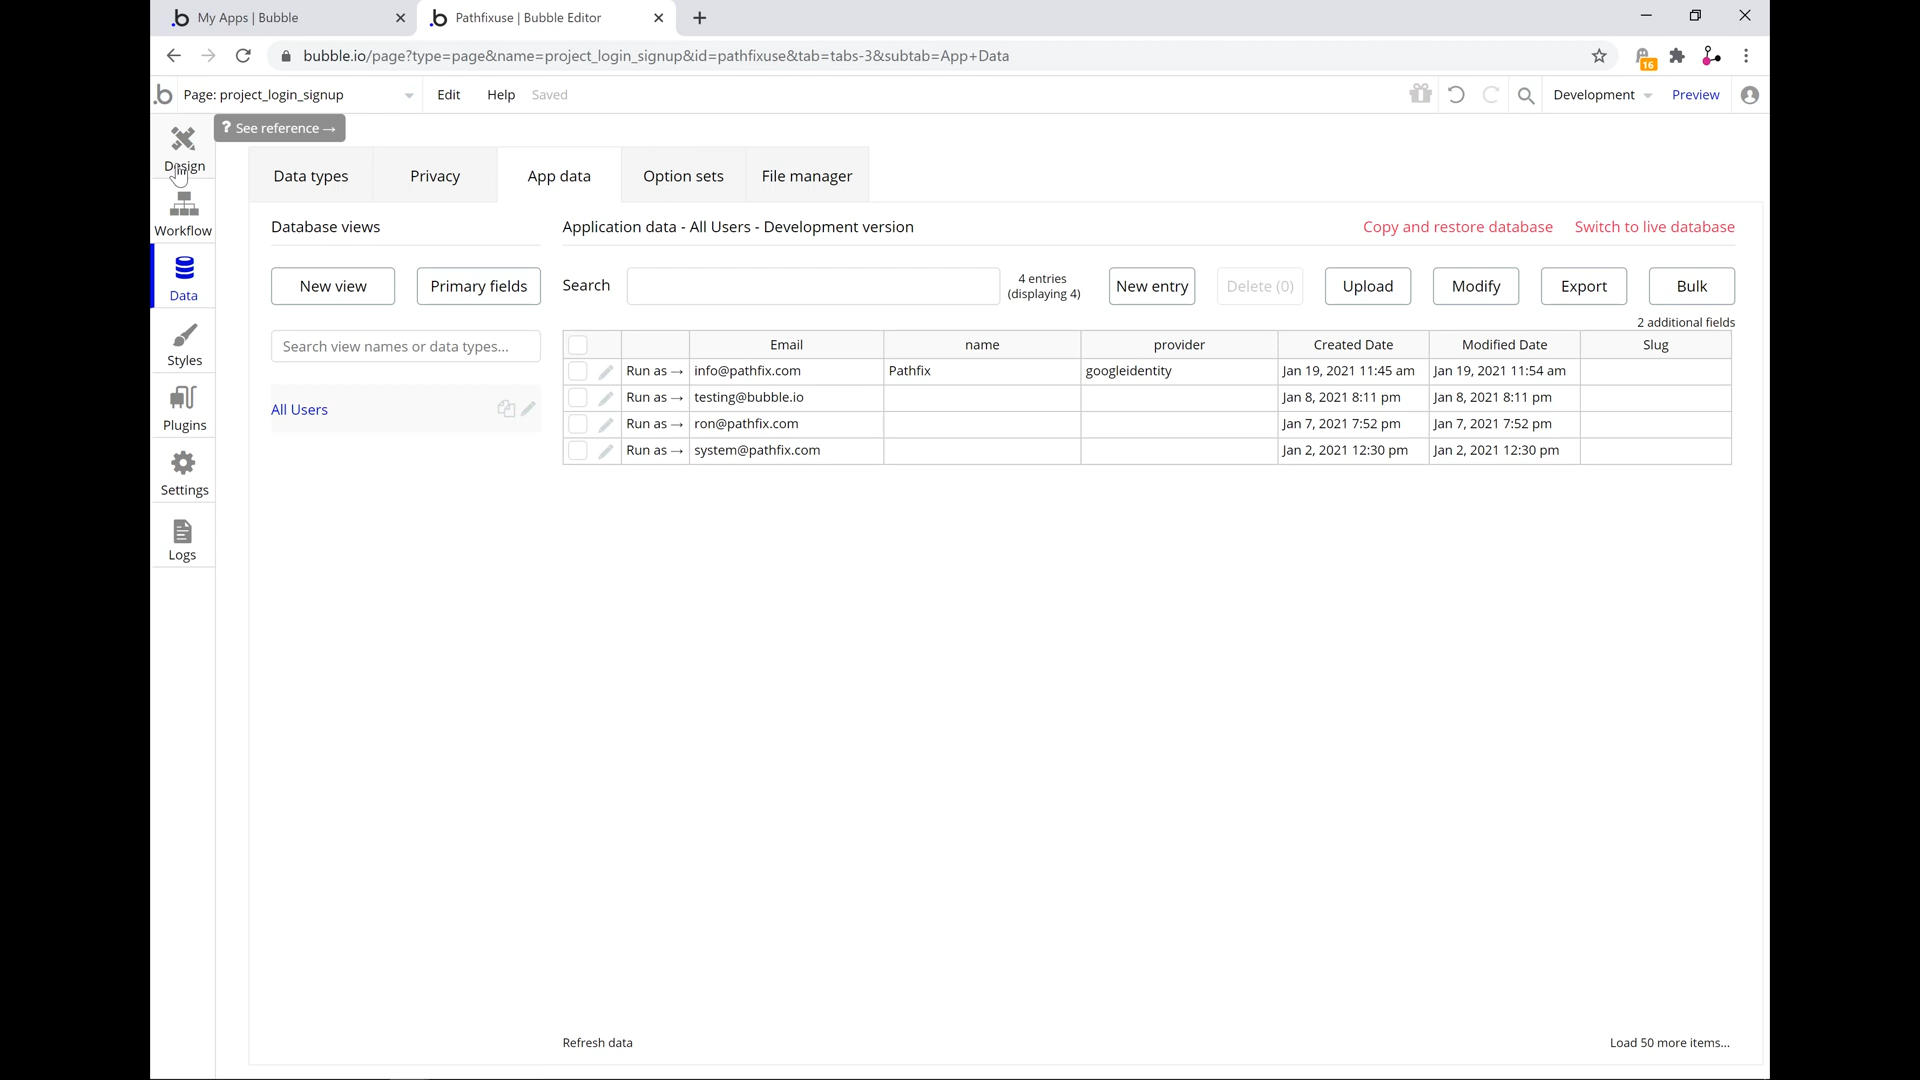 My Apps | Bubble
Pathfixuse | Bubble Editor
bubble.io/page?type=page&name=project_login_signup&id=pathfixuse&tab=tabs-3&subtab=App+Data
16
b Page: project_login_signup Edit Help Saved Development Preview
? See reference →
Design
Workflow
Data
Styles
Plugins
Settings
Logs
Data types Privacy App data Option sets File manager
Database views
New view Primary fields
Search view names or data types...
All Users
Application data - All Users - Development version Copy and restore database Switch to live database
Search
4 entries
(displaying 4)
New entry Delete (0) Upload Modify Export Bulk
2 additional fields
Email name provider Created Date Modified Date Slug
Run as → info@pathfix.com Pathfix googleidentity Jan 19, 2021 11:45 am Jan 19, 2021 11:54 am
Run as → testing@bubble.io Jan 8, 2021 8:11 pm Jan 8, 2021 8:11 pm
Run as → ron@pathfix.com Jan 7, 2021 7:52 pm Jan 7, 2021 7:52 pm
Run as → system@pathfix.com Jan 2, 2021 12:30 pm Jan 2, 2021 12:30 pm
Refresh data Load 50 more items...